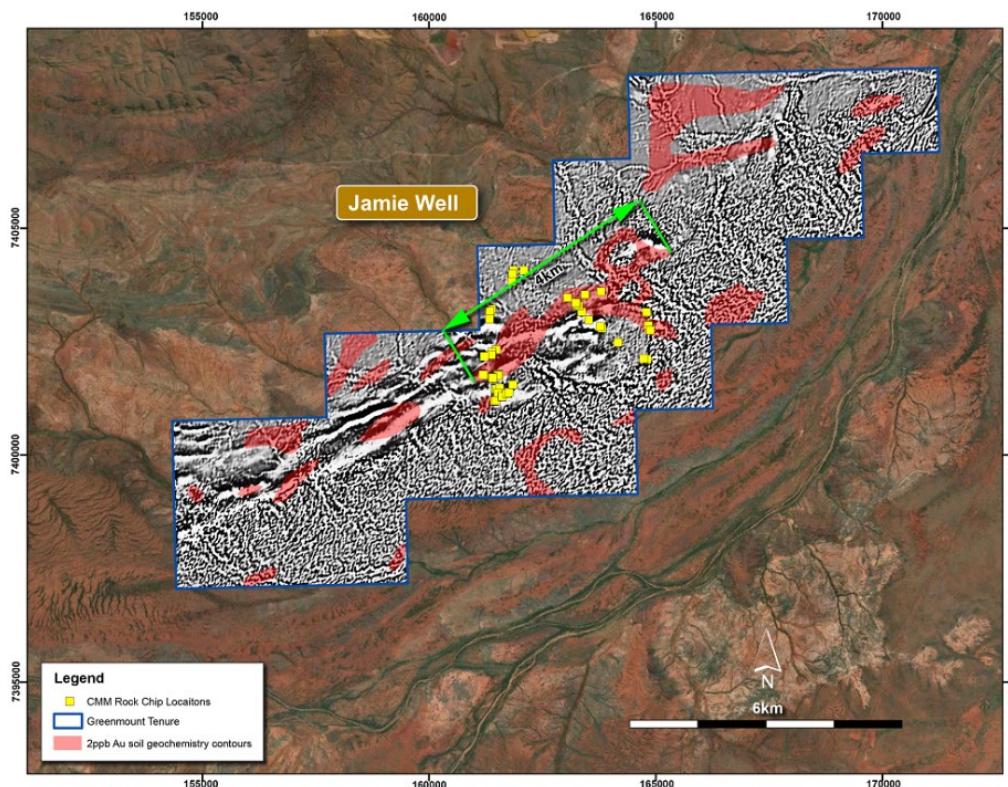 155000
160000
165000
170000
Jamie Well
7405000
4km
7400000
7395000
Legend
CMM Rock Chip Locaitons
Greenmount Tenure
2ppb Au soil geochemistry contours
N
6km
155000
160000
165000
170000